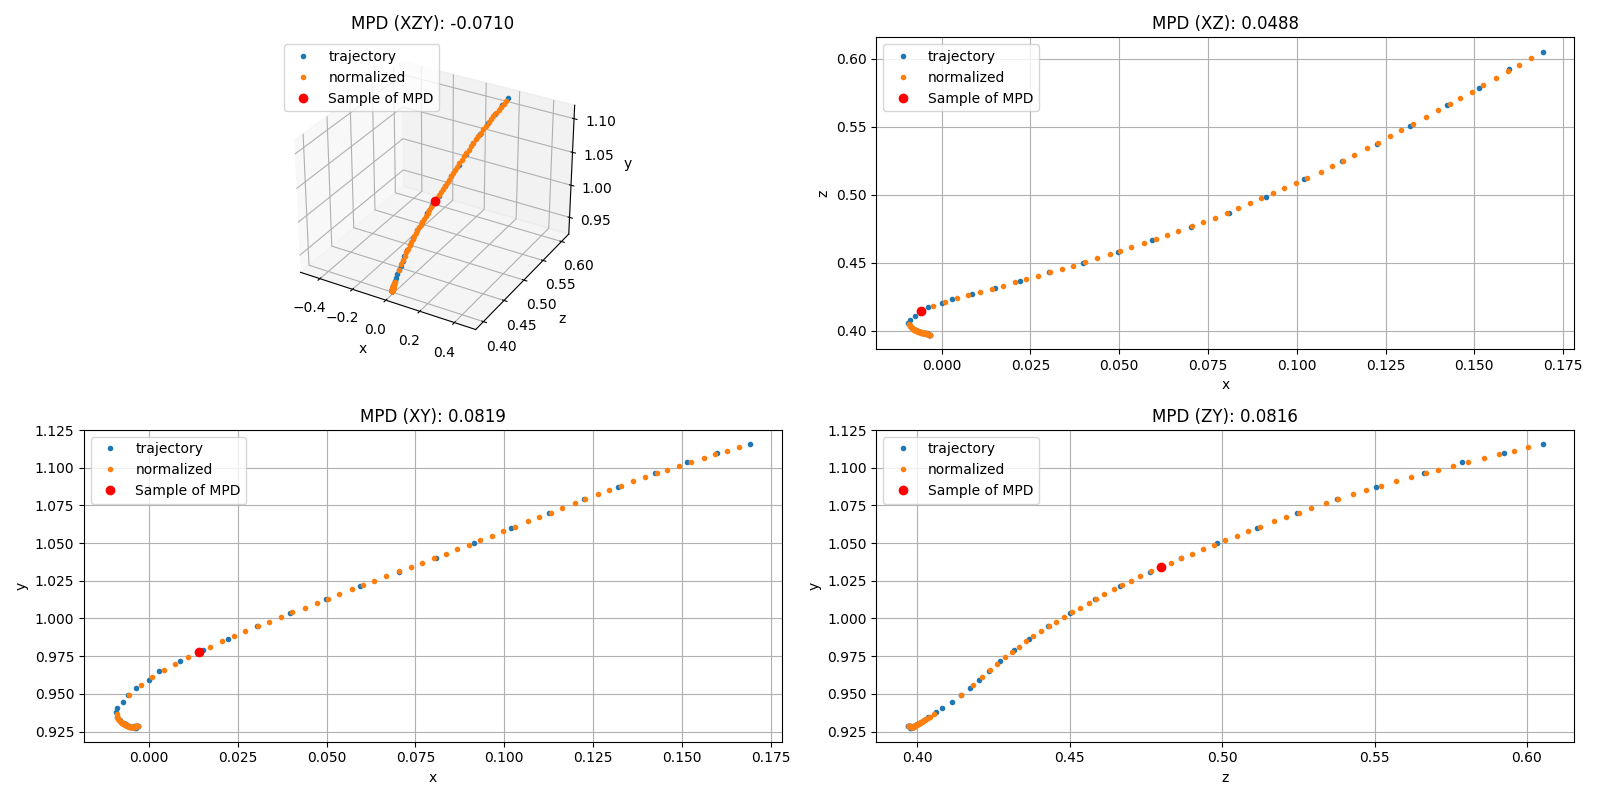 MPD (XZY): -0.0710
trajectory
normalized
Sample of MPD
1.10
1.05
1.00
0.95
y
0.60
0.55
0.50
0.45
0.40
z
−0.4
−0.2
0.0
0.2
0.4
x
MPD (XZ): 0.0488
trajectory
normalized
Sample of MPD
0.60
0.55
0.50
0.45
0.40
z
0.000 0.025 0.050 0.075 0.100 0.125 0.150 0.175
x
MPD (XY): 0.0819
trajectory
normalized
Sample of MPD
1.125
1.100
1.075
1.050
1.025
1.000
0.975
0.950
0.925
y
0.000 0.025 0.050 0.075 0.100 0.125 0.150 0.175
x
MPD (ZY): 0.0816
trajectory
normalized
Sample of MPD
1.125
1.100
1.075
1.050
1.025
1.000
0.975
0.950
0.925
y
0.40 0.45 0.50 0.55 0.60
z